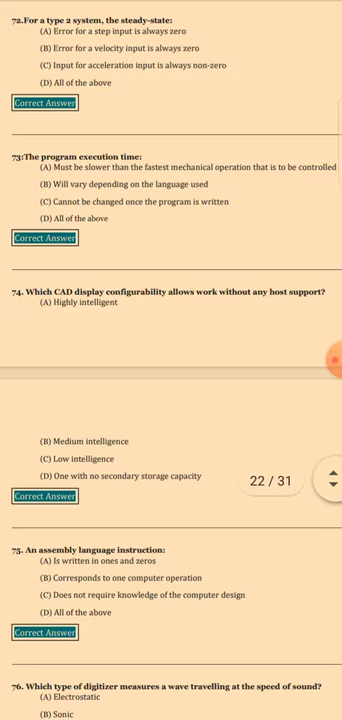 72.For a type 2 system, the steady-state:
(A) Error for a step input is always zero
(B) Error for a velocity input is always zero
(C) Input for acceleration input is always non-zero
(D) All of the above
Correct Answer
73:The program execution time:
(A) Must be slower than the fastest mechanical operation that is to be controlled
(B) Will vary depending on the language used
(C) Cannot be changed once the program is written
(D) All of the above
Correct Answer
74. Which CAD display configurability allows work without any host support?
(A) Highly intelligent
(B) Medium intelligence
(C) Low intelligence
(D) One with no secondary storage capacity
22 / 31
Correct Answer
75. An assembly language instruction:
(A) Is written in ones and zeros
(B) Corresponds to one computer operation
(C) Does not require knowledge of the computer design
(D) All of the above
Correct Answer
76. Which type of digitizer measures a wave travelling at the speed of sound?
(A) Electrostatic
(B) Sonic